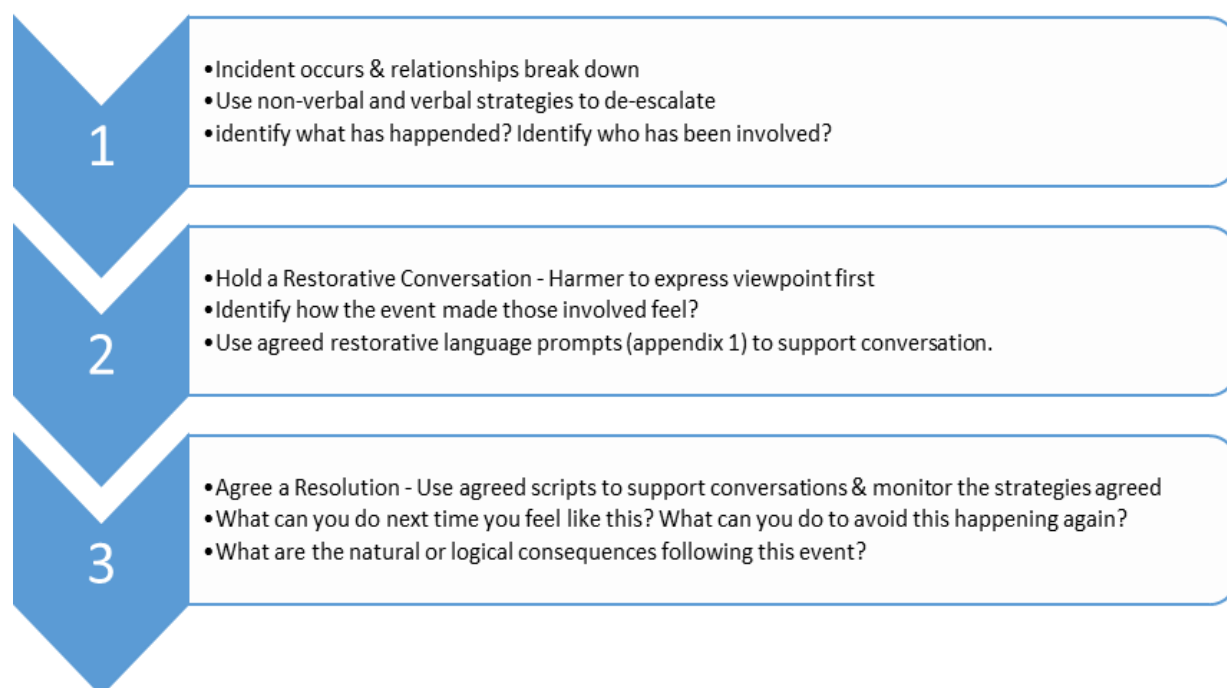 1
•Incident occurs & relationships break down
•Use non-verbal and verbal strategies to de-escalate
•identify what has happended? Identify who has been involved?
2
•Hold a Restorative Conversation - Harmer to express viewpoint first
•Identify how the event made those involved feel?
•Use agreed restorative language prompts (appendix 1) to support conversation.
3
•Agree a Resolution - Use agreed scripts to support conversations & monitor the strategies agreed
•What can you do next time you feel like this? What can you do to avoid this happening again?
•What are the natural or logical consequences following this event?